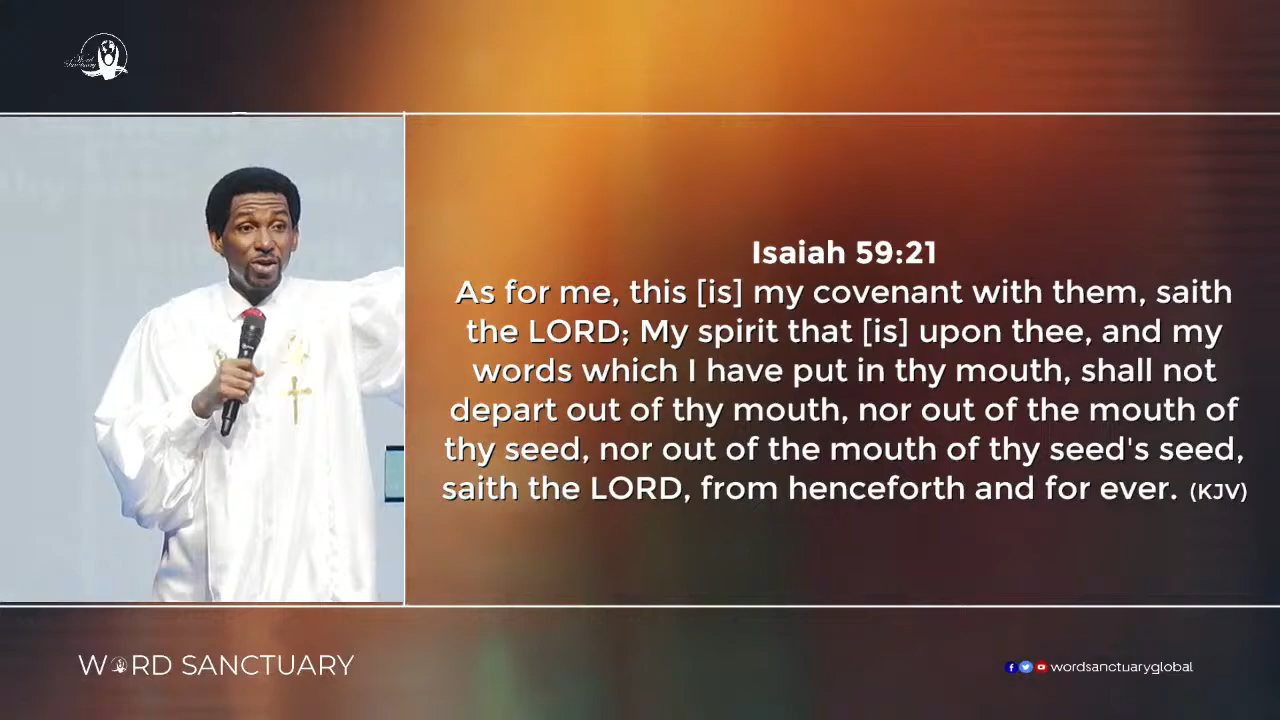 Word
Sanctuary
Isaiah 59:21
As for me, this [is] my covenant with them, saith
the LORD; My spirit that [is] upon thee, and my
words which I have put in thy mouth, shall not
depart out of thy mouth, nor out of the mouth of
thy seed, nor out of the mouth of thy seed's seed,
saith the LORD, from henceforth and for ever. (KJV)
WORD SANCTUARY
wordsanctuaryglobal